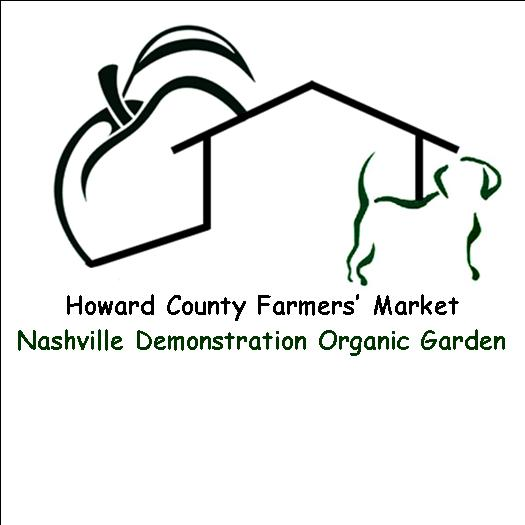 Howard County Farmers' Market
Nashville Demonstration Organic Garden